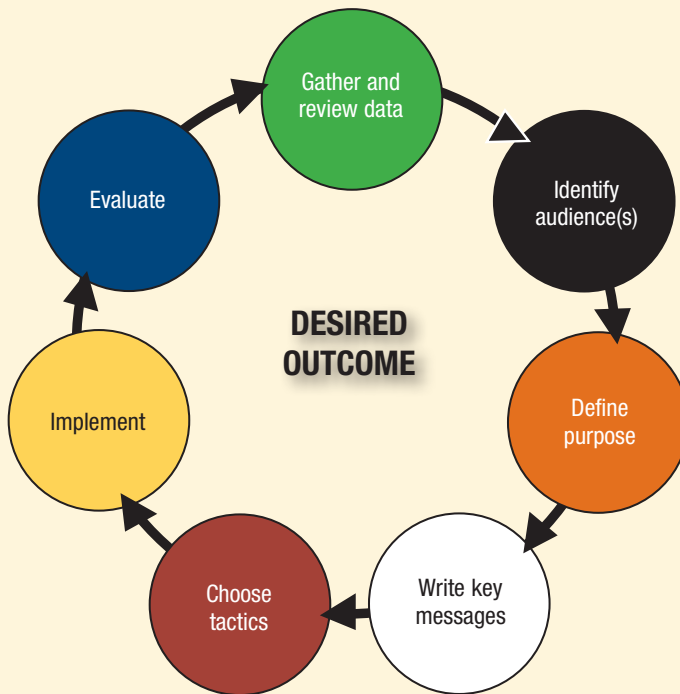 Gather and
review data
Identify
audience(s)
Define
purpose
Write key
messages
Choose
tactics
Implement
Evaluate
DESIRED
OUTCOME